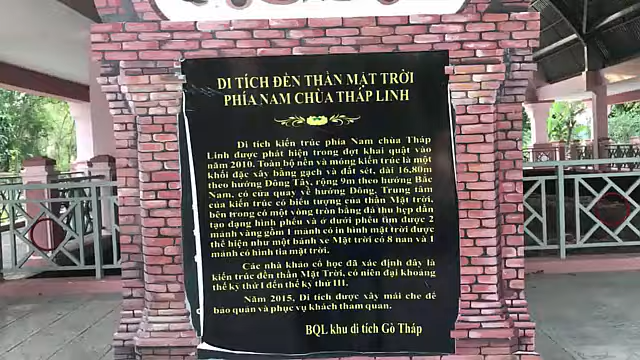 DI TÍCH ĐỀN THẦN MẶT TRỜI
PHÍA NAM CHÙA THÁP LINH
Di tích kiến trúc phía Nam chùa Tháp
Linh được phát hiện trong đợt khai quật vào
năm 2010. Toàn bộ nền và móng kiến trúc là một
khối đặc xây bằng gạch và đất sét, dài 16.80m
theo hướng Đông Tây, rộng 9m theo hướng Bắc
Nam, có cửa quay về hướng Đông. Trung tâm
của kiến trúc có biểu tượng của thần Mặt trời,
bên trong có một vòng tròn bằng đá thu hẹp dần
tạo dạng hình phễu và ở dưới phễu tìm được 2
mảnh vàng gồm 1 mảnh có in hình mặt trời được
thể hiện như một bánh xe Mặt trời có 8 nan và 1
mảnh có hình tia mặt trời.
Các nhà khảo cổ học đã xác định đây là
kiến trúc đền thần Mặt Trời, có niên đại khoảng
thế kỷ thứ I đến thế kỷ thứ III.
Năm 2015, Di tích được xây mái che để
bảo quản và phục vụ khách tham quan.
BQL khu di tích Gò Tháp